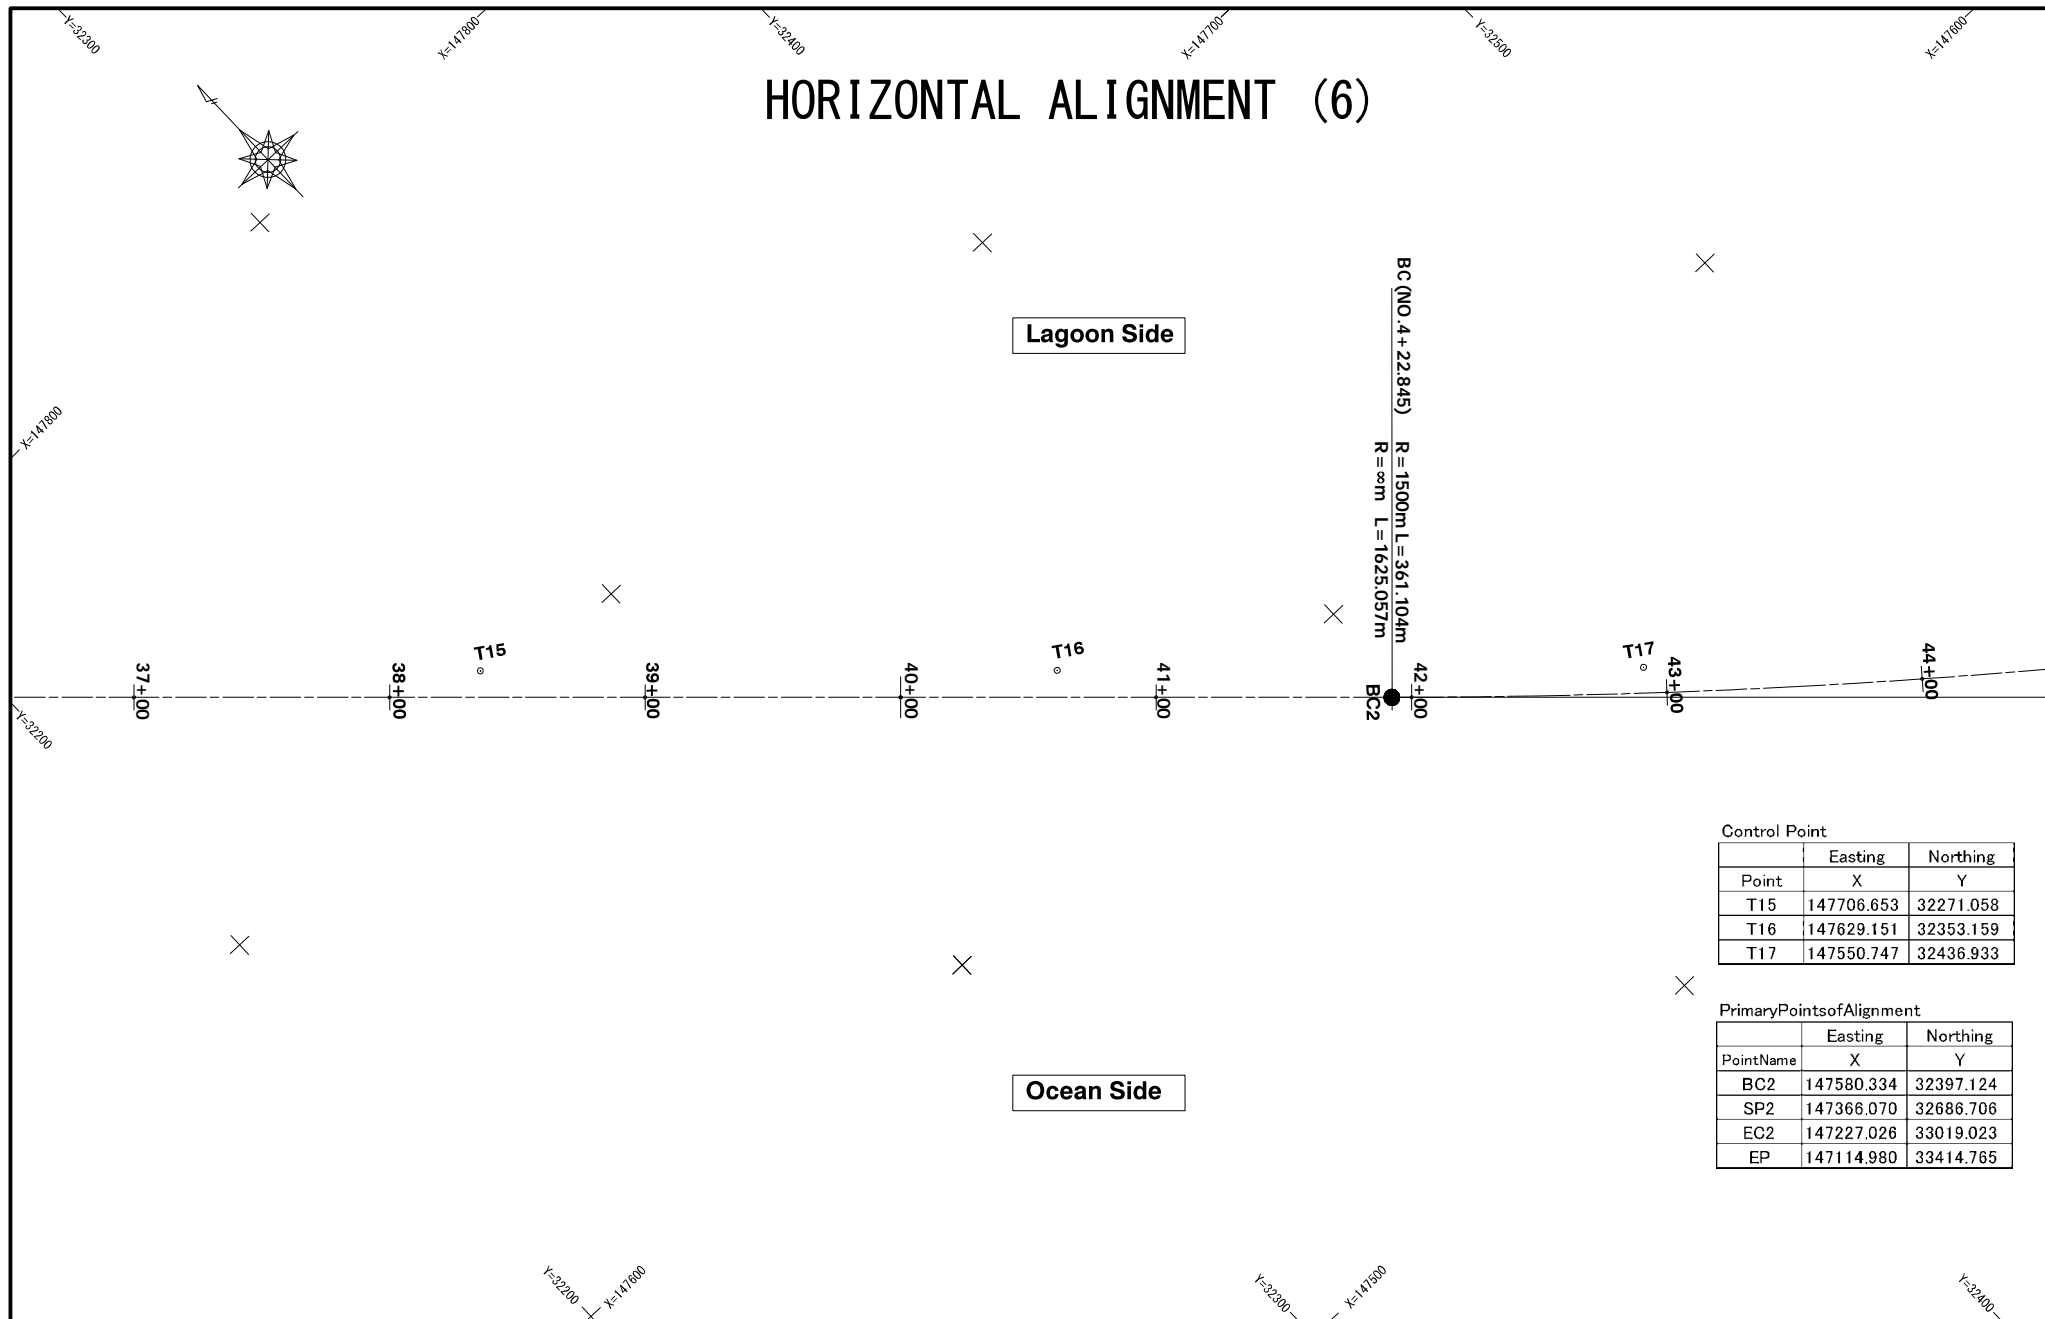 Y=32300
X=147800
Y=32400
X=147700
Y=32500
X=147600
HORIZONTAL ALIGNMENT (6)
Lagoon Side
BC (NO.4+22.845) R=1500m L=361.104m
R=∞m L=1625.057m
X=147800
T15
T16
T17
37+00
38+00
39+00
40+00
41+00
BC2
42+00
43+00
44+00
Y=32200
Control Point
Easting Northing
Point X Y
T15 147706.653 32271.058
T16 147629.151 32353.159
T17 147550.747 32436.933
PrimaryPointsofAlignment
Easting Northing
PointName X Y
BC2 147580.334 32397.124
SP2 147366.070 32686.706
EC2 147227.026 33019.023
EP 147114.980 33414.765
Ocean Side
Y=32200
X=147600
Y=32300
X=147500
Y=32400